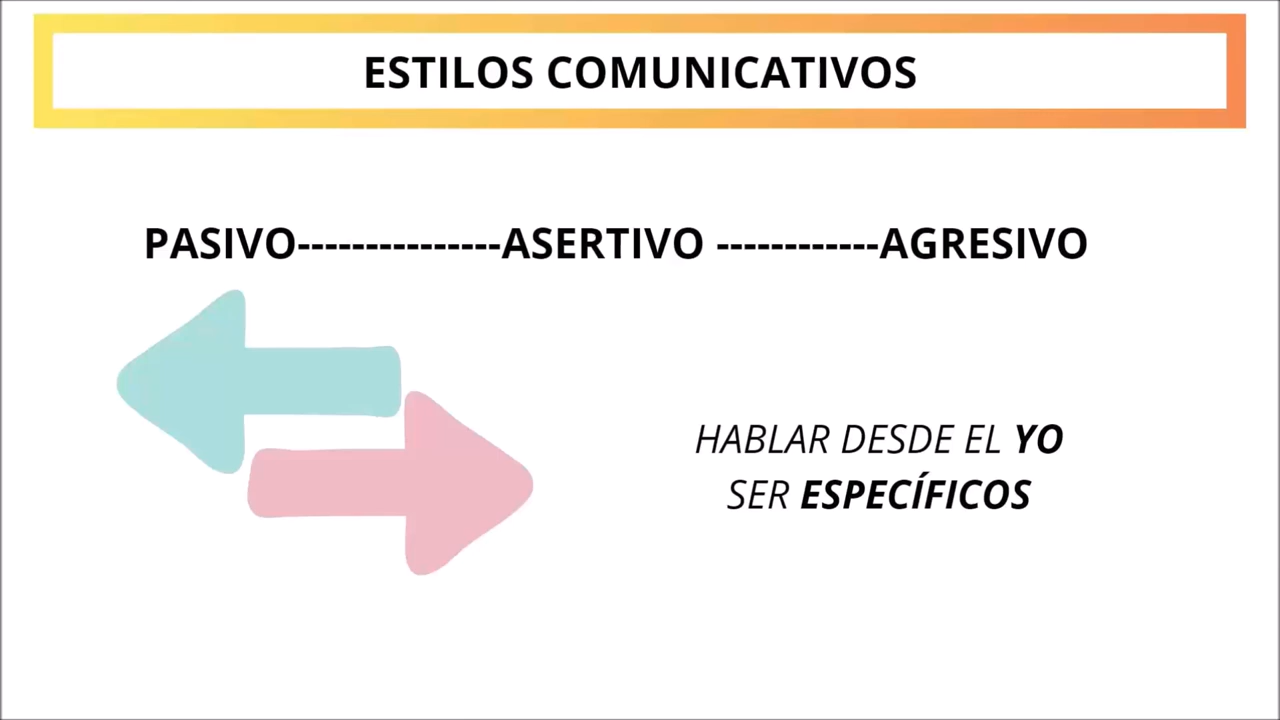 ESTILOS COMUNICATIVOS
PASIVO---------------ASERTIVO ------------AGRESIVO
HABLAR DESDE EL YO
SER ESPECÍFICOS